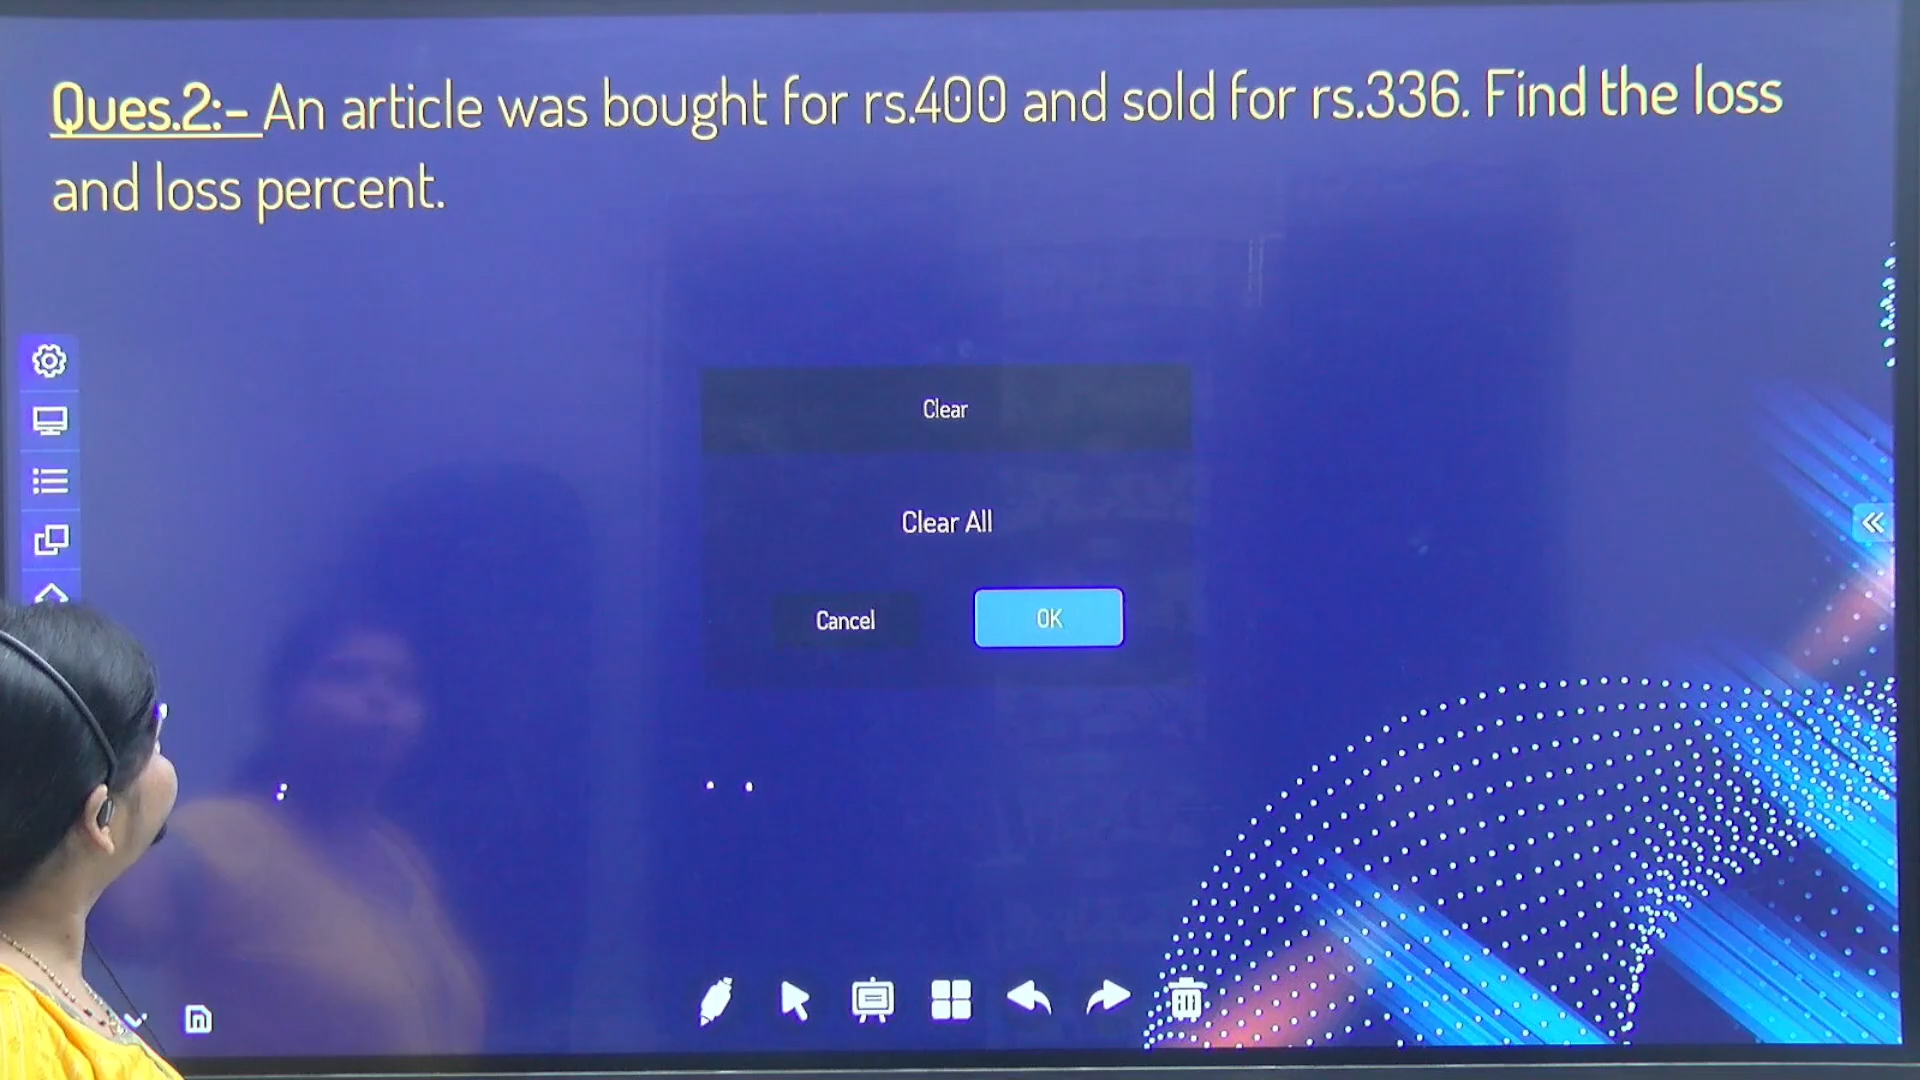 Ques.2:- An article was bought for rs.400 and sold for rs.336. Find the loss
and loss percent.
Clear
Clear All
Cancel OK